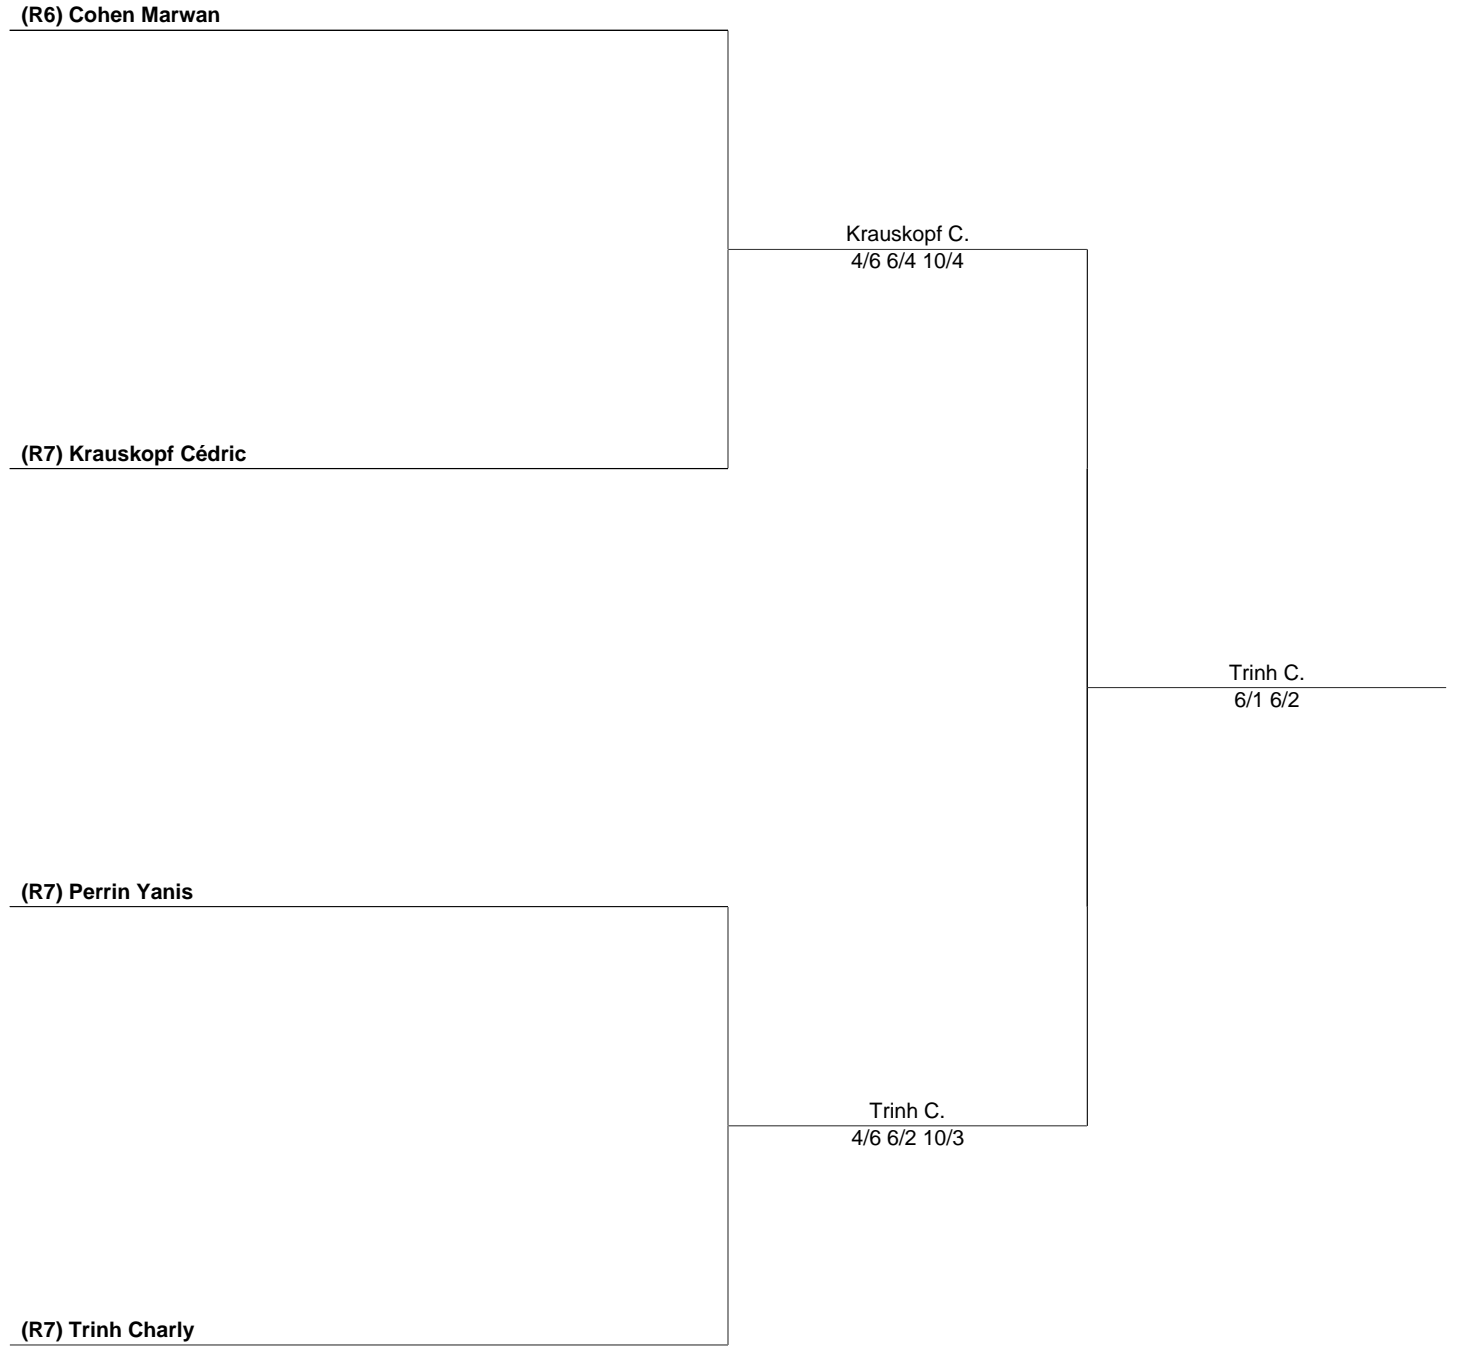 (R6) Cohen Marwan
Krauskopf C.
4/6 6/4 10/4
(R7) Krauskopf Cédric
Trinh C.
6/1 6/2
(R7) Perrin Yanis
Trinh C.
4/6 6/2 10/3
(R7) Trinh Charly